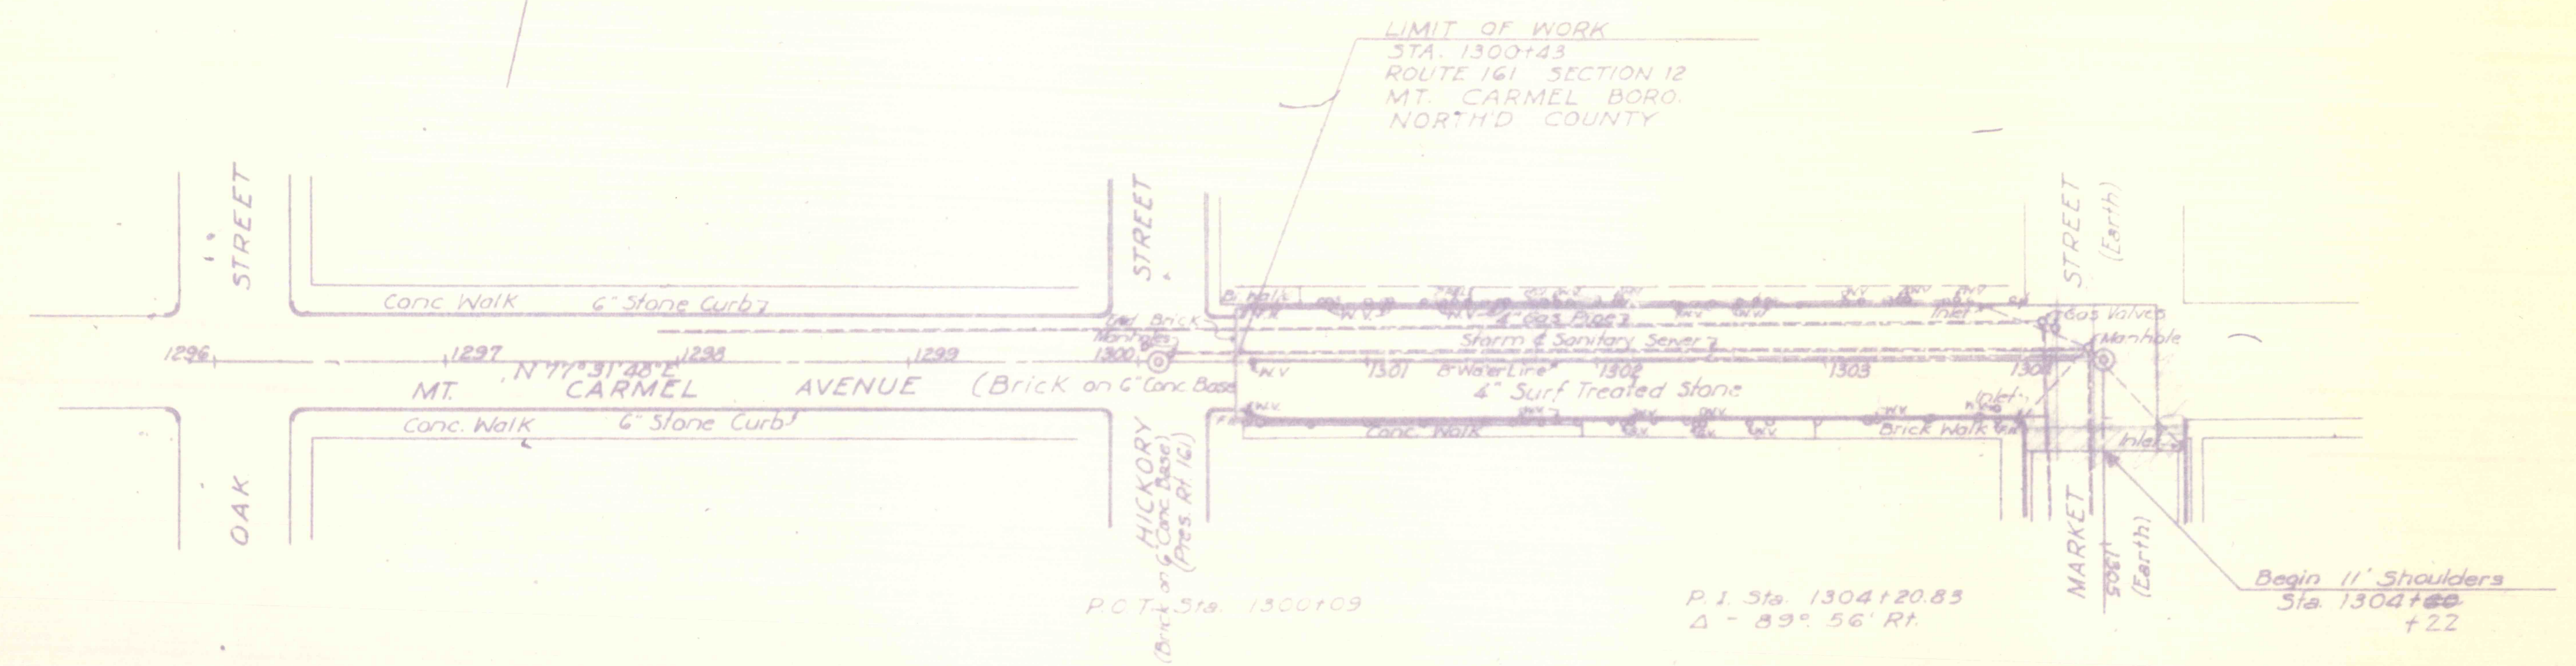 LIMIT OF WORK
STA. 1300+43
ROUTE 161 SECTION 12
MT. CARMEL BORO.
NORTH'D COUNTY
STREET
STREET
STREET
(Earth)
Conc. Walk 6" Stone Curb
4" Gas Pipe
Inlet
Gas Valves
Storm & Sanitary Sewer
Manhole
1296 1297 1298 1299 1300
N 77° 31' 48" E
W.V. 1301 8" Water Line 1302 1303
MT. CARMEL AVENUE (Brick on 6" Conc. Base
4" Surf. Treated Stone
Inlet
Conc. Walk 6" Stone Curb
Conc. Walk
Brick Walk
Inlet
OAK
HICKORY
(Brick on 6" Conc. Base)
(Pres. Rt. 161)
MARKET
1305
(Earth)
P.O.T. Sta. 1300+09
P.I. Sta. 1304+20.83
Δ - 89° 56' Rt.
Begin 11' Shoulders
Sta. 1304+60
+22